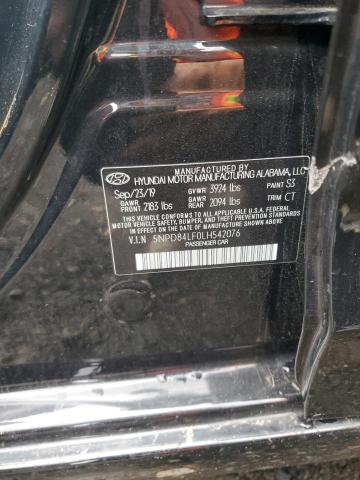 MANUFACTURED BY
HYUNDAI MOTOR MANUFACTURING ALABAMA, LLC
Sep/23/19 GVWR 3924 lbs PAINT S3
GAWR FRONT 2183 lbs GAWR REAR 2094 lbs TRIM CT
THIS VEHICLE CONFORMS TO ALL APPLICABLE U.S. FEDERAL MOTOR
VEHICLE SAFETY, BUMPER, AND THEFT PREVENTION STANDARDS
IN EFFECT ON THE DATE OF MANUFACTURE SHOWN ABOVE.
V.I.N 5NPD84LF0LH542076
PASSENGER CAR